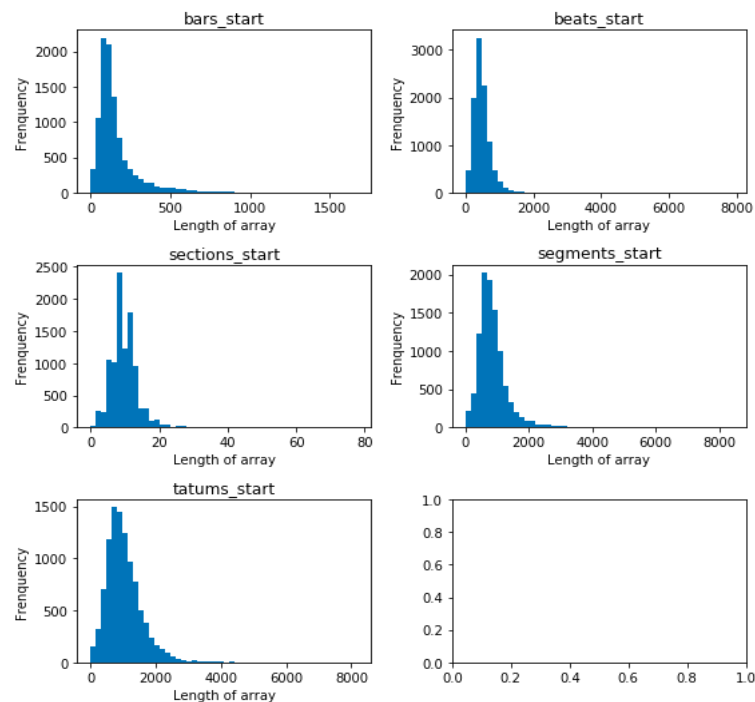 bars_start
Frenquency
2000
1500
1000
500
0
0 500 1000 1500
Length of array
beats_start
Frenquency
3000
2000
1000
0
0 2000 4000 6000 8000
Length of array
sections_start
Frenquency
2500
2000
1500
1000
500
0
0 20 40 60 80
Length of array
segments_start
Frenquency
2000
1500
1000
500
0
0 2000 4000 6000 8000
Length of array
tatums_start
Frenquency
1500
1000
500
0
0 2000 4000 6000 8000
Length of array
1.0
0.8
0.6
0.4
0.2
0.0
0.0 0.2 0.4 0.6 0.8 1.0